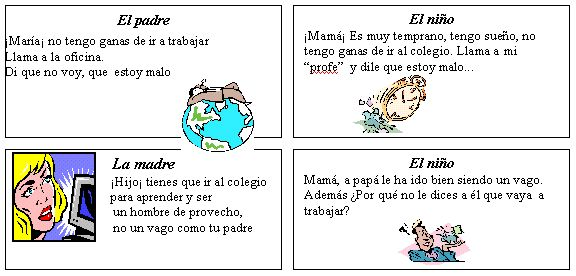 El padre
¡María¡ no tengo ganas de ir a trabajar
Llama a la oficina.
Di que no voy, que  estoy malo
El niño
¡Mamá¡ Es muy temprano, tengo sueño, no
tengo ganas de ir al colegio. Llama a mi
“profe”  y dile que estoy malo...
La madre
¡Hijo¡ tienes que ir al colegio
para aprender y ser
un hombre de provecho,
no un vago como tu padre
El niño
Mamá, a papá le ha ido bien siendo un vago.
Además ¿Por qué no le dices a él que vaya  a
trabajar?